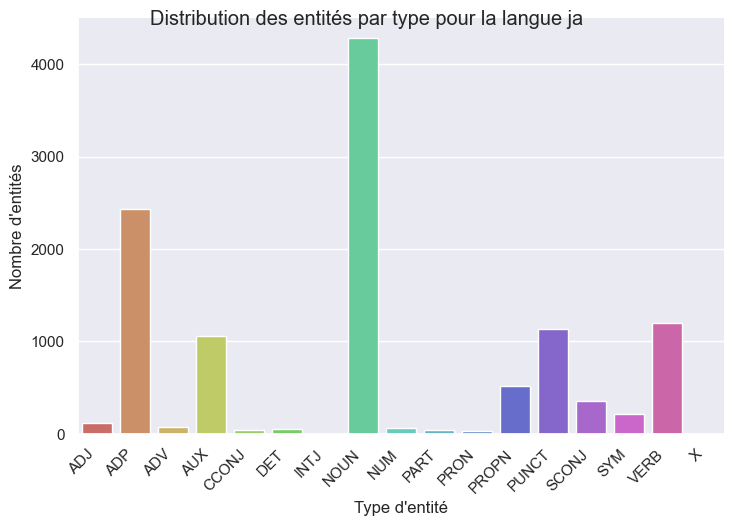 Distribution des entités par type pour la langue ja
Nombre d'entités
4000
3000
2000
1000
0
ADJ
ADP
ADV
AUX
CCONJ
DET
INTJ
NOUN
NUM
PART
PRON
PROPN
PUNCT
SCONJ
SYM
VERB
X
Type d'entité